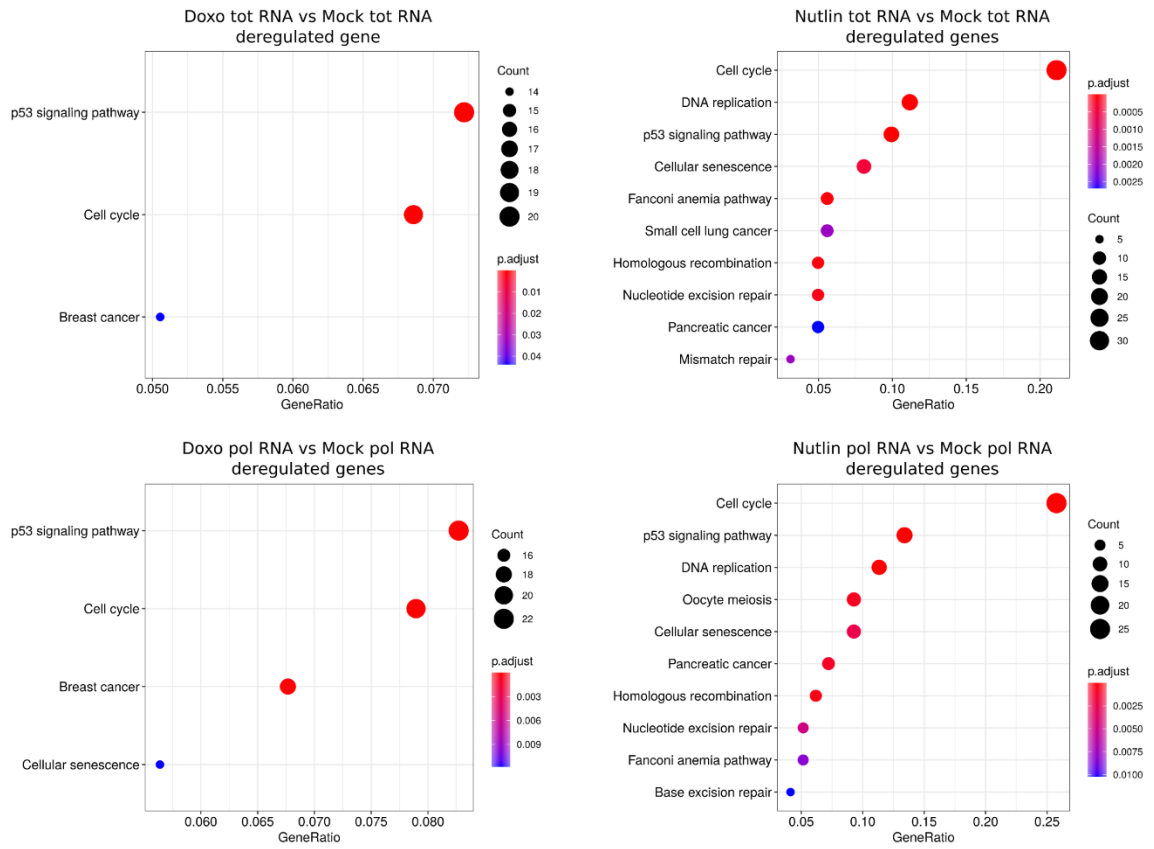 Doxo tot RNA vs Mock tot RNA
deregulated gene
p53 signaling pathway
Cell cycle
Breast cancer
0.050
0.055
0.060
0.065
0.070
GeneRatio
Count
14
15
16
17
18
19
20
p.adjust
0.01
0.02
0.03
0.04
Nutlin tot RNA vs Mock tot RNA
deregulated genes
Cell cycle
DNA replication
p53 signaling pathway
Cellular senescence
Fanconi anemia pathway
Small cell lung cancer
Homologous recombination
Nucleotide excision repair
Pancreatic cancer
Mismatch repair
0.05
0.10
0.15
0.20
GeneRatio
p.adjust
0.0005
0.0010
0.0015
0.0020
0.0025
Count
5
10
15
20
25
30
Doxo pol RNA vs Mock pol RNA
deregulated genes
p53 signaling pathway
Cell cycle
Breast cancer
Cellular senescence
0.060
0.065
0.070
0.075
0.080
GeneRatio
Count
16
18
20
22
p.adjust
0.003
0.006
0.009
Nutlin pol RNA vs Mock pol RNA
deregulated genes
Cell cycle
p53 signaling pathway
DNA replication
Oocyte meiosis
Cellular senescence
Pancreatic cancer
Homologous recombination
Nucleotide excision repair
Fanconi anemia pathway
Base excision repair
0.05
0.10
0.15
0.20
0.25
GeneRatio
Count
5
10
15
20
25
p.adjust
0.0025
0.0050
0.0075
0.0100